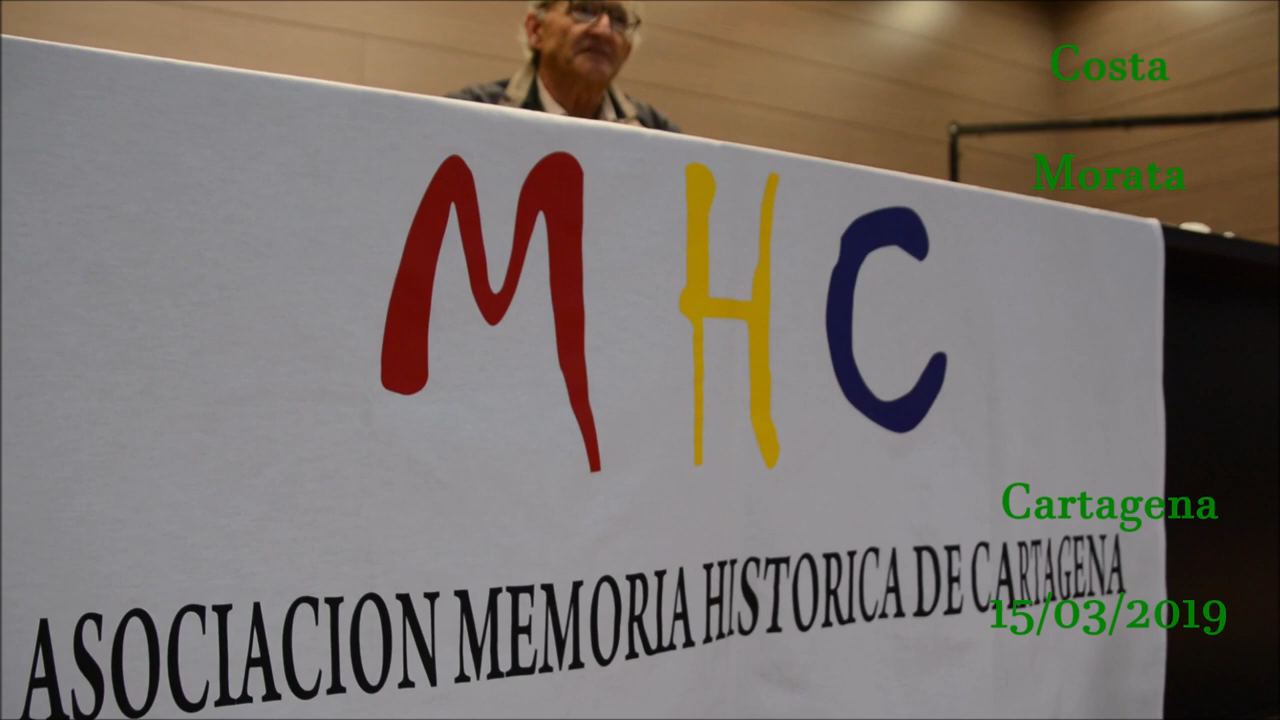 Costa
Morata
MHC
Cartagena
ASOCIACION MEMORIA HISTORICA DE CARTAGENA
15/03/2019